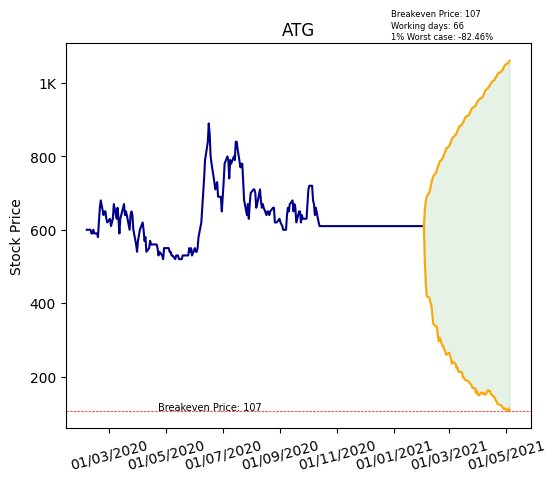 Breakeven Price: 107
Working days: 66
1% Worst case: -82.46%
ATG
Stock Price
1K
800
600
400
200
Breakeven Price: 107
01/03/2020
01/05/2020
01/07/2020
01/09/2020
01/11/2020
01/01/2021
01/03/2021
01/05/2021